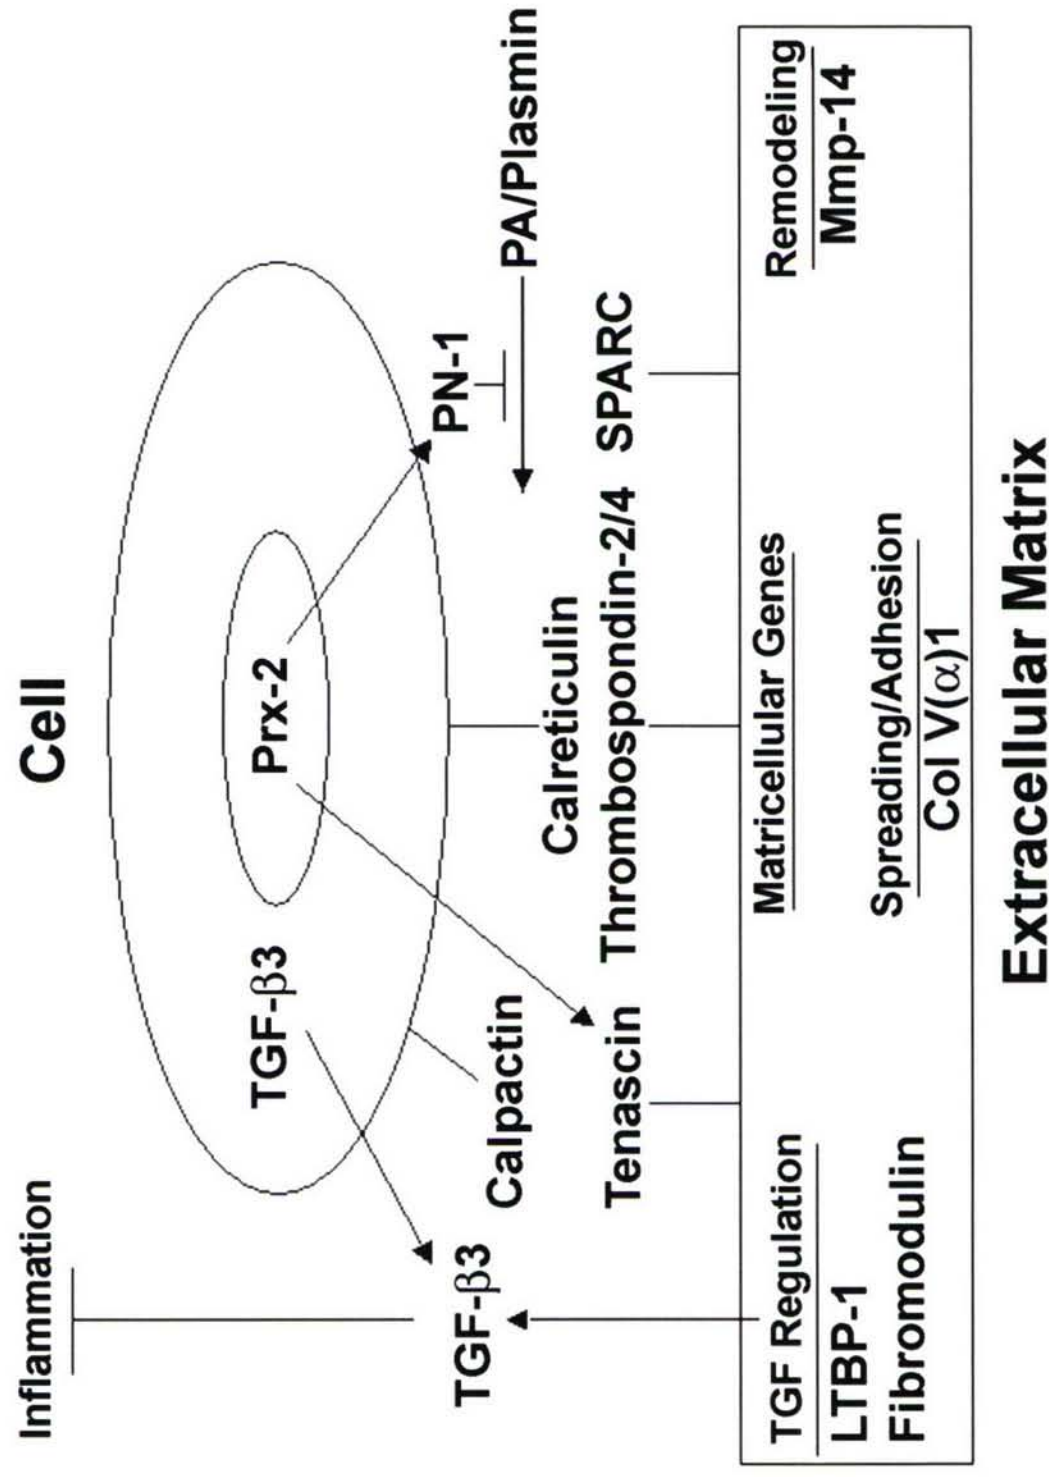 Cell
Inflammation
TGF-β3
Prx-2
TGF-β3
PN-1
Calpactin
PA/Plasmin
Calreticulin
Tenascin
Thrombospondin-2/4
SPARC
TGF Regulation
LTBP-1
Fibromodulin
Matricellular Genes
Spreading/Adhesion
Col V(α)1
Remodeling
Mmp-14
Extracellular Matrix